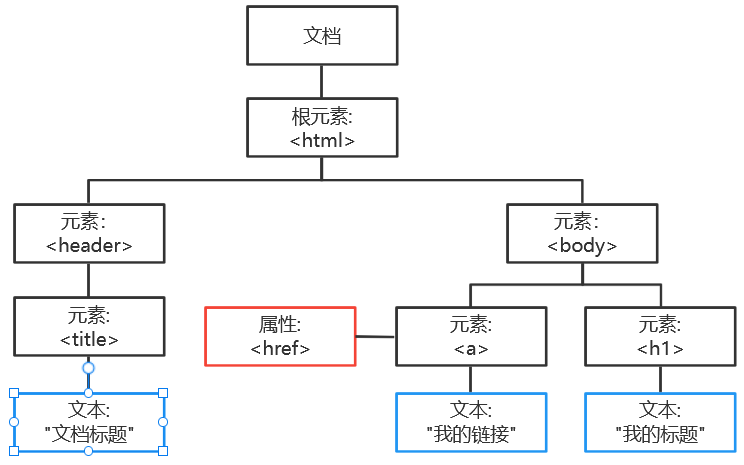 文档
根元素:
<html>
元素:
<header>
元素:
<body>
元素:
<title>
属性:
<href>
元素:
<a>
元素:
<h1>
文本:
"文档标题"
文本:
"我的链接"
文本:
"我的标题"